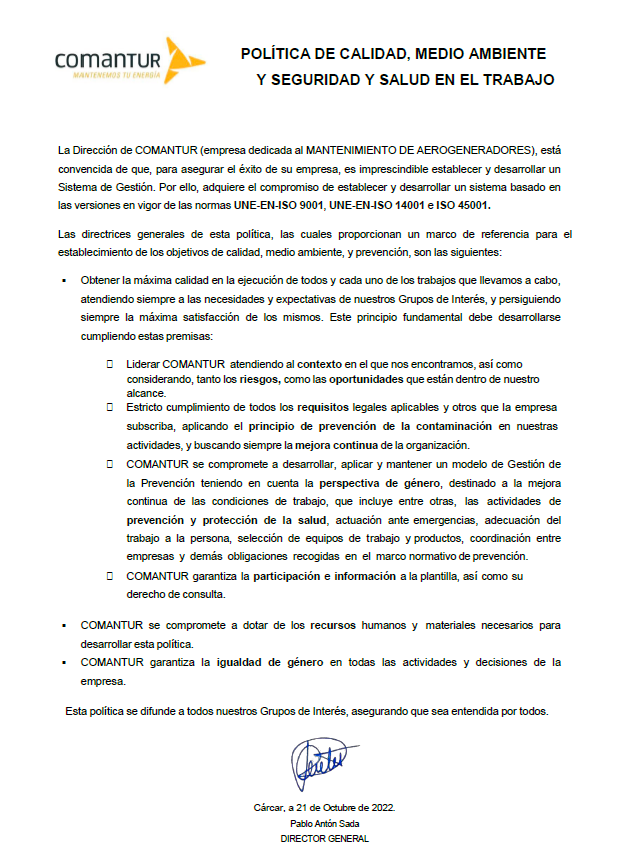 comantur
MANTENEMOS TU ENERGÍA
POLÍTICA DE CALIDAD, MEDIO AMBIENTE
Y SEGURIDAD Y SALUD EN EL TRABAJO
La Dirección de COMANTUR (empresa dedicada al MANTENIMIENTO DE AEROGENERADORES), está
convencida de que, para asegurar el éxito de su empresa, es imprescindible establecer y desarrollar un
Sistema de Gestión. Por ello, adquiere el compromiso de establecer y desarrollar un sistema basado en
las versiones en vigor de las normas UNE-EN-ISO 9001, UNE-EN-ISO 14001 e ISO 45001.
Las directrices generales de esta política, las cuales proporcionan un marco de referencia para el
establecimiento de los objetivos de calidad, medio ambiente, y prevención, son las siguientes:
▪ Obtener la máxima calidad en la ejecución de todos y cada uno de los trabajos que llevamos a cabo,
atendiendo siempre a las necesidades y expectativas de nuestros Grupos de Interés, y persiguiendo
siempre la máxima satisfacción de los mismos. Este principio fundamental debe desarrollarse
cumpliendo estas premisas:
Liderar COMANTUR atendiendo al contexto en el que nos encontramos, así como
considerando, tanto los riesgos, como las oportunidades que están dentro de nuestro
alcance.
Estricto cumplimiento de todos los requisitos legales aplicables y otros que la empresa
subscriba, aplicando el principio de prevención de la contaminación en nuestras
actividades, y buscando siempre la mejora continua de la organización.
COMANTUR se compromete a desarrollar, aplicar y mantener un modelo de Gestión de
la Prevención teniendo en cuenta la perspectiva de género, destinado a la mejora
continua de las condiciones de trabajo, que incluye entre otras, las actividades de
prevención y protección de la salud, actuación ante emergencias, adecuación del
trabajo a la persona, selección de equipos de trabajo y productos, coordinación entre
empresas y demás obligaciones recogidas en el marco normativo de prevención.
COMANTUR garantiza la participación e información a la plantilla, así como su
derecho de consulta.
▪ COMANTUR se compromete a dotar de los recursos humanos y materiales necesarios para
desarrollar esta política.
▪ COMANTUR garantiza la igualdad de género en todas las actividades y decisiones de la
empresa.
Esta política se difunde a todos nuestros Grupos de Interés, asegurando que sea entendida por todos.
Cárcar, a 21 de Octubre de 2022.
Pablo Antón Sada
DIRECTOR GENERAL